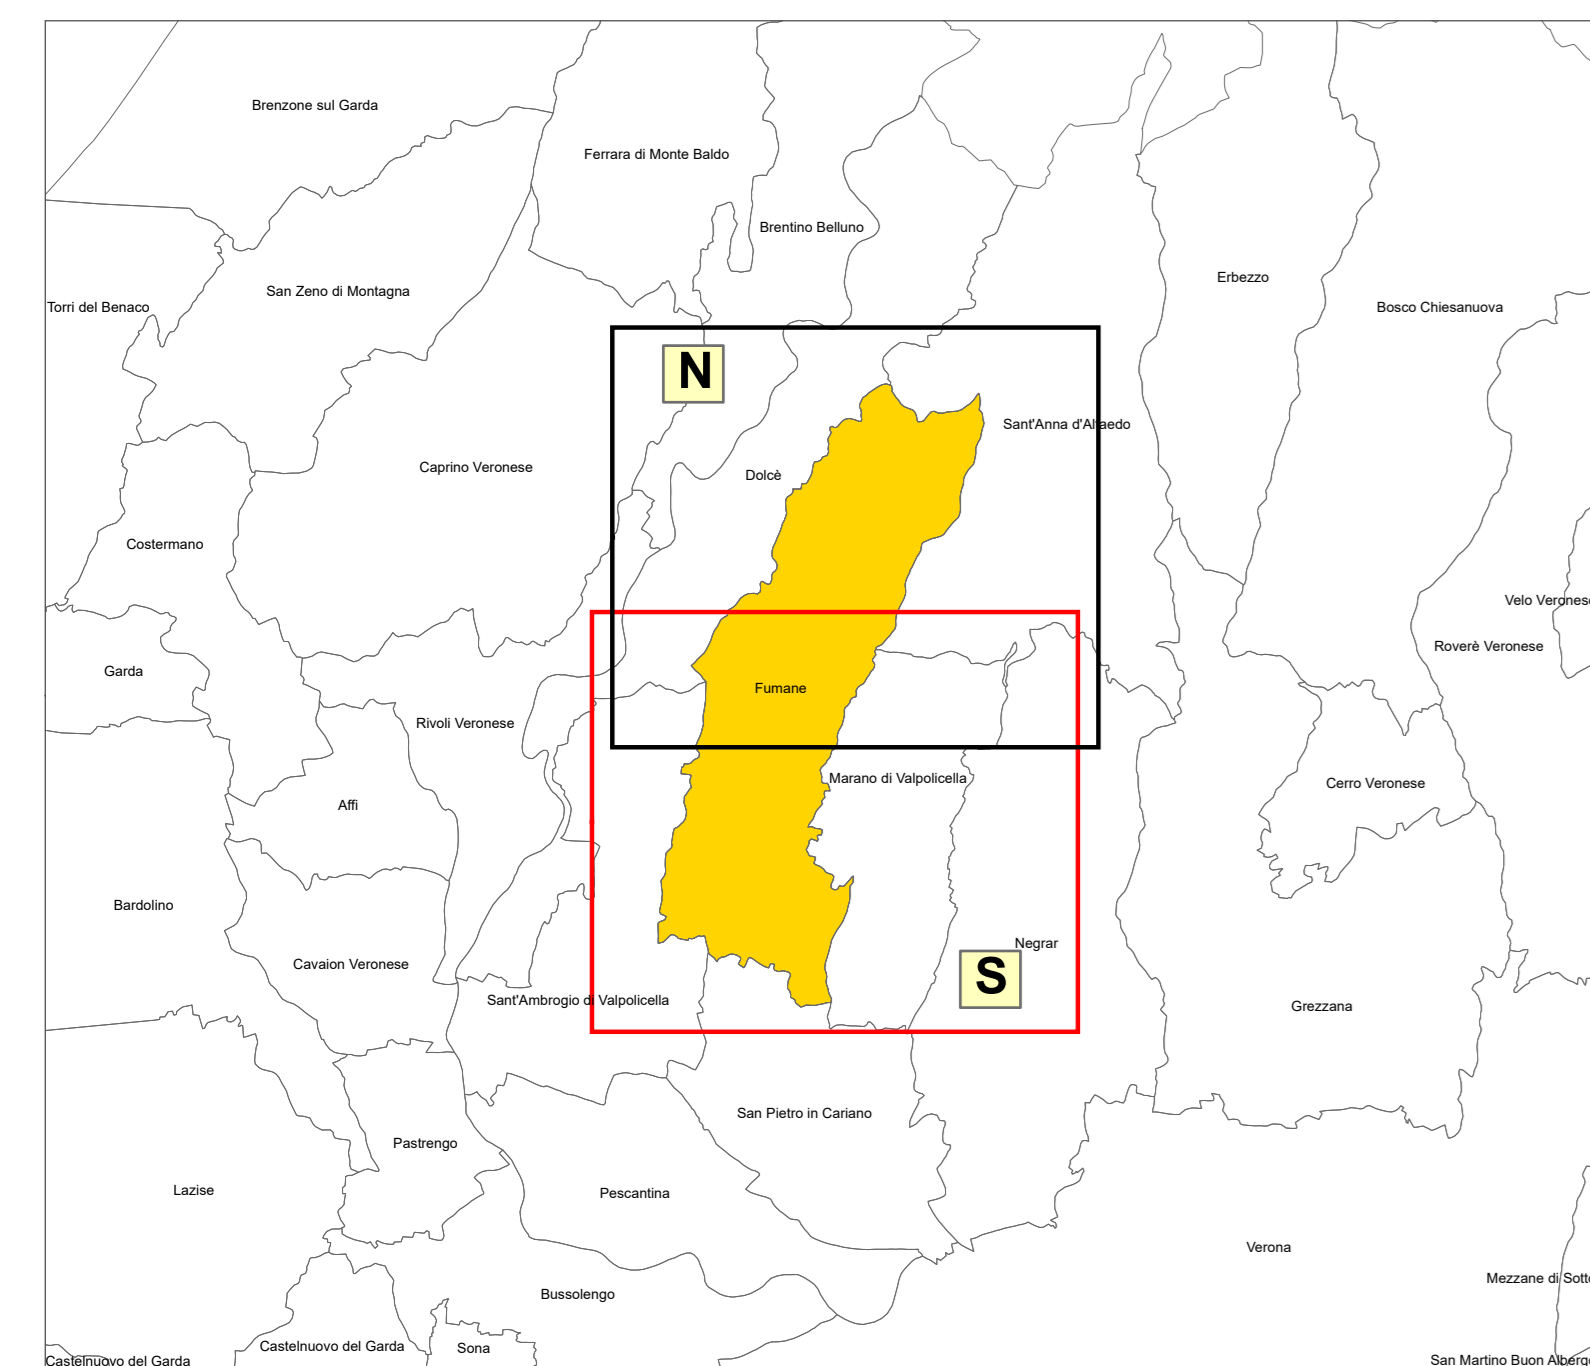 Brenzone sul Garda
Ferrara di Monte Baldo
Brentino Belluno
Erbezzo
San Zeno di Montagna
Torri del Benaco
Bosco Chiesanuova
N
Sant'Anna d'Alfaedo
Caprino Veronese
Dolcè
Costermano
Velo Veronese
Roverè Veronese
Garda
Fumane
Rivoli Veronese
Marano di Valpolicella
Cerro Veronese
Affi
Bardolino
Negrar
Cavaion Veronese
S
Sant'Ambrogio di Valpolicella
Grezzana
San Pietro in Cariano
Pastrengo
Lazise
Pescantina
Verona
Mezzane di Sotto
Bussolengo
Castelnuovo del Garda
Sona
Castelnuovo del Garda
San Martino Buon Albergo